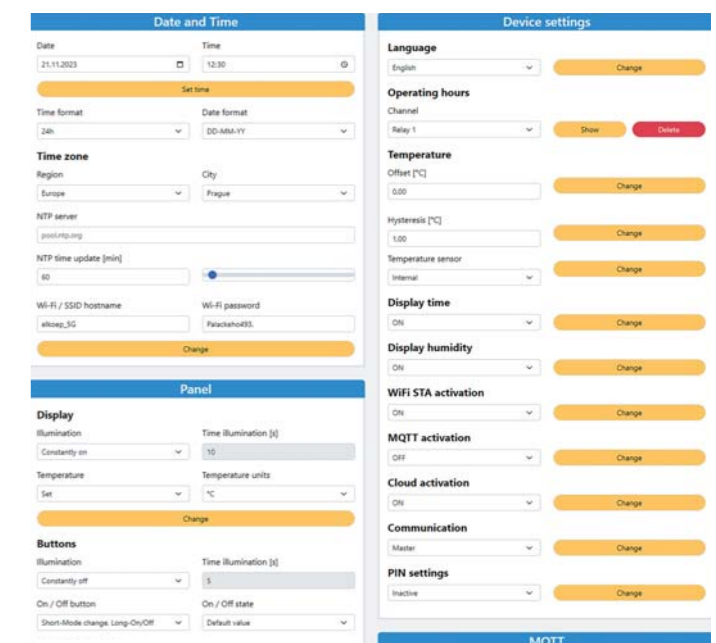 Date and Time
Date
Time
21.11.2023
12:30
Set time
Time format
Date format
24h
DD-MM-YY
Time zone
Region
City
Europe
Prague
NTP server
pool.ntp.org
NTP time update [min]
60
Wi-Fi / SSID hostname
Wi-Fi password
elkoep_5G
Palackeho493.
Change
Panel
Display
Illumination
Time illumination [s]
Constantly on
10
Temperature
Temperature units
Set
°C
Change
Buttons
Illumination
Time illumination [s]
Constantly off
5
On / Off button
On / Off state
Short-Mode change. Long-On/Off
Default value
Device settings
Language
English
Change
Operating hours
Channel
Relay 1
Show
Delete
Temperature
Offset [°C]
0.00
Change
Hysteresis [°C]
1.00
Change
Temperature sensor
Internal
Change
Display time
ON
Change
Display humidity
ON
Change
WiFi STA activation
ON
Change
MQTT activation
OFF
Change
Cloud activation
ON
Change
Communication
Master
Change
PIN settings
Inactive
Change
MQTT